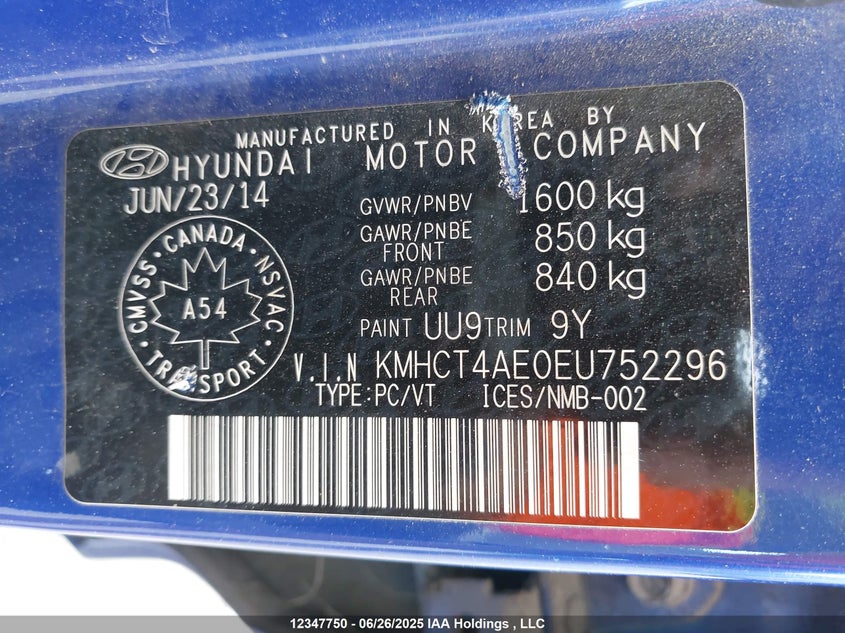 MANUFACTURED IN KOREA BY
HYUNDAI MOTOR COMPANY
JUN/23/14
GVWR/PNBV 1600 kg
GAWR/PNBE FRONT 850 kg
GAWR/PNBE REAR 840 kg
PAINT UU9 TRIM 9Y
CMVSS · CANADA · NSVAC
A54
TRANSPORT
V.I.N KMHCT4AE0EU752296
TYPE:PC/VT ICES/NMB-002
12347750 - 06/26/2025 IAA Holdings , LLC